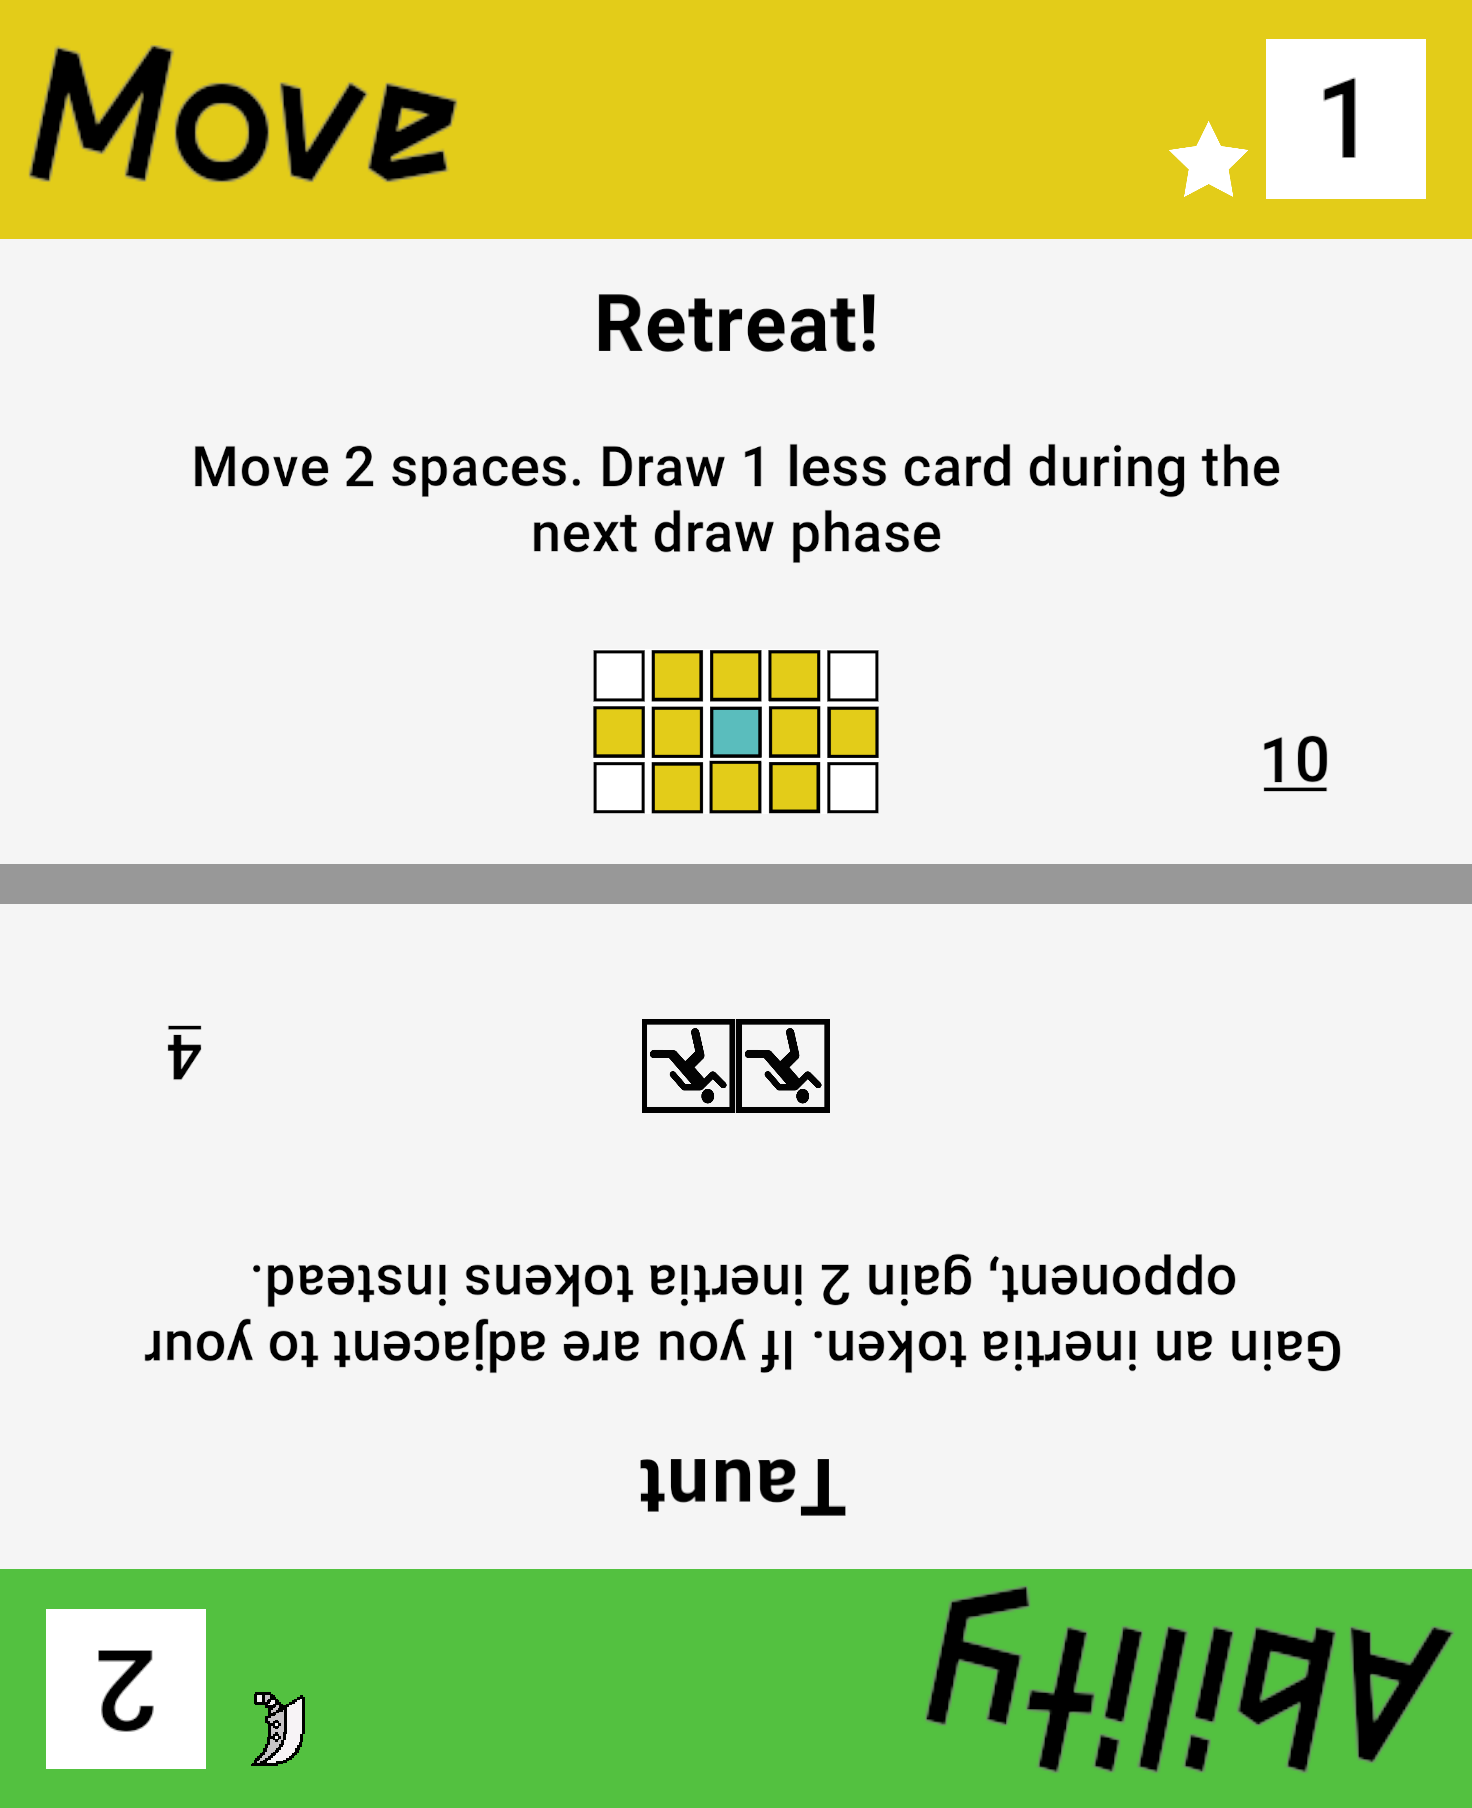 Move
1
Retreat!
Move 2 spaces. Draw 1 less card during the
next draw phase
10
Ability
2
Taunt
Gain an inertia token. If you are adjacent to your
opponent, gain 2 inertia tokens instead.
4